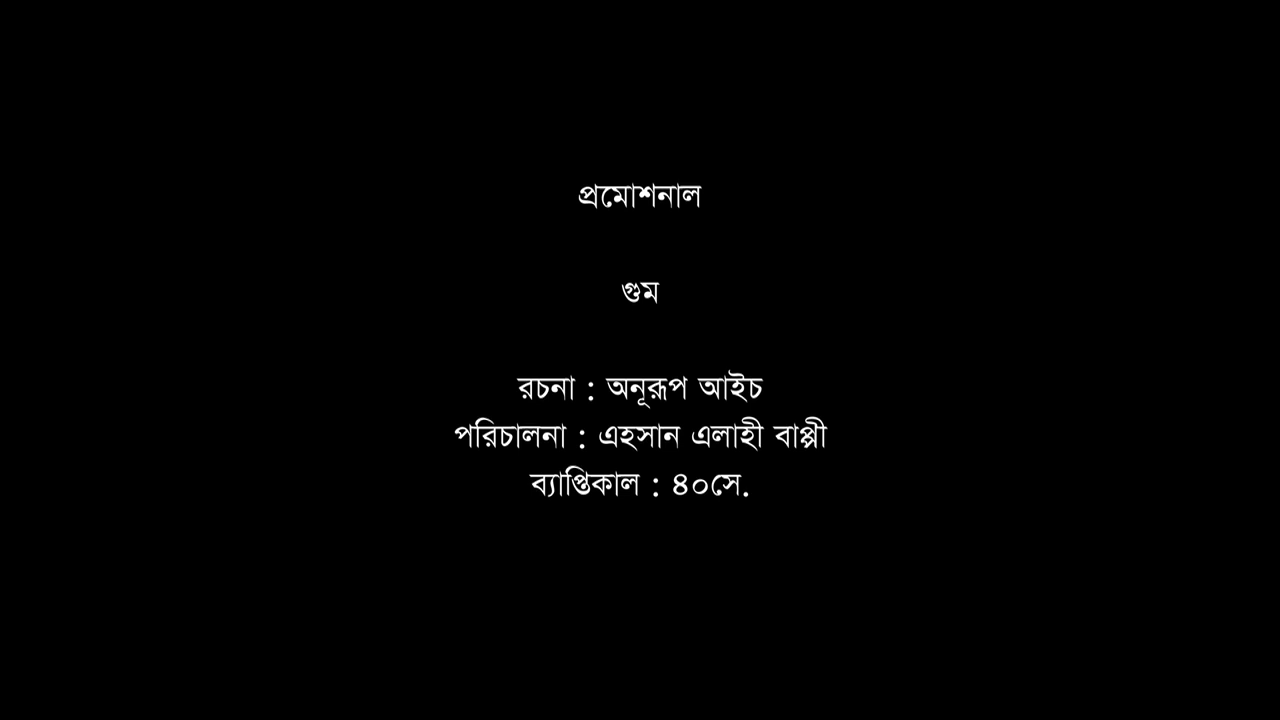 প্রমোশনাল
গুম
রচনা : অনূরূপ আইচ
পরিচালনা : এহসান এলাহী বাপ্পী
ব্যাপ্তিকাল : ৪০সে.